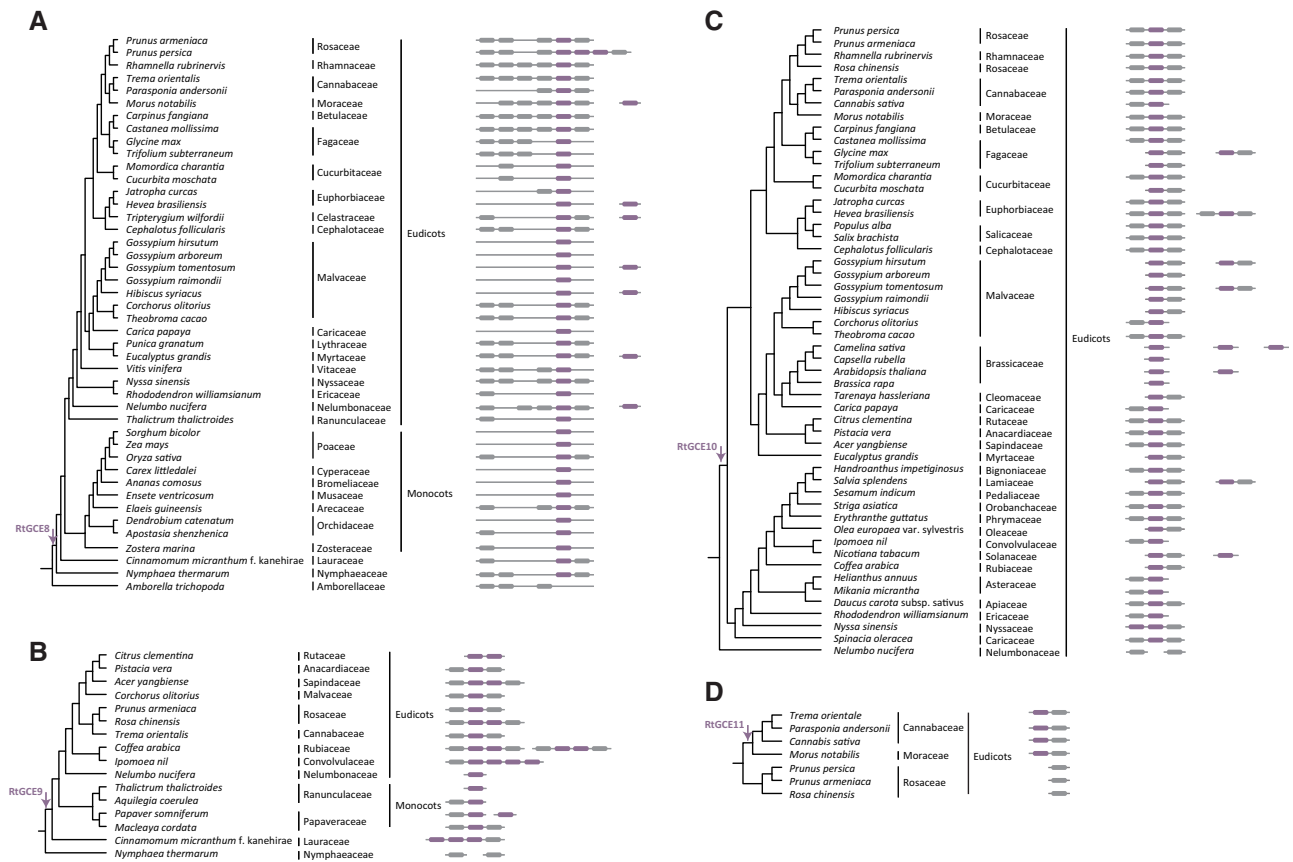 A
Prunus armeniaca
Prunus persica
Rhamnella rubrinervis
Trema orientalis
Parasponia andersonii
Morus notabilis
Carpinus fangiana
Castanea mollissima
Glycine max
Trifolium subterraneum
Momordica charantia
Cucurbita moschata
Jatropha curcas
Hevea brasiliensis
Tripterygium wilfordii
Cephalotus follicularis
Gossypium hirsutum
Gossypium arboreum
Gossypium tomentosum
Gossypium raimondii
Hibiscus syriacus
Corchorus olitorius
Theobroma cacao
Carica papaya
Punica granatum
Eucalyptus grandis
Vitis vinifera
Nyssa sinensis
Rhododendron williamsianum
Nelumbo nucifera
Thalictrum thalictroides
Sorghum bicolor
Zea mays
Oryza sativa
Carex littledalei
Ananas comosus
Ensete ventricosum
Elaeis guineensis
Dendrobium catenatum
Apostasia shenzhenica
Zostera marina
Cinnamomum micranthum f. kanehirae
Nymphaea thermarum
Amborella trichopoda
RtGCE8
Rosaceae
Rhamnaceae
Cannabaceae
Moraceae
Betulaceae
Fagaceae
Cucurbitaceae
Euphorbiaceae
Celastraceae
Cephalotaceae
Malvaceae
Caricaceae
Lythraceae
Myrtaceae
Vitaceae
Nyssaceae
Ericaceae
Nelumbonaceae
Ranunculaceae
Poaceae
Cyperaceae
Bromeliaceae
Musaceae
Arecaceae
Orchidaceae
Zosteraceae
Lauraceae
Nymphaeaceae
Amborellaceae
Eudicots
Monocots
B
Citrus clementina
Pistacia vera
Acer yangbiense
Corchorus olitorius
Prunus armeniaca
Rosa chinensis
Trema orientalis
Coffea arabica
Ipomoea nil
Nelumbo nucifera
Thalictrum thalictroides
Aquilegia coerulea
Papaver somniferum
Macleaya cordata
Cinnamomum micranthum f. kanehirae
Nymphaea thermarum
RtGCE9
Rutaceae
Anacardiaceae
Sapindaceae
Malvaceae
Rosaceae
Cannabaceae
Rubiaceae
Convolvulaceae
Nelumbonaceae
Ranunculaceae
Papaveraceae
Lauraceae
Nymphaeaceae
Eudicots
Monocots
C
Prunus persica
Prunus armeniaca
Rhamnella rubrinervis
Rosa chinensis
Trema orientalis
Parasponia andersonii
Cannabis sativa
Morus notabilis
Carpinus fangiana
Castanea mollissima
Glycine max
Trifolium subterraneum
Momordica charantia
Cucurbita moschata
Jatropha curcas
Hevea brasiliensis
Populus alba
Salix brachista
Cephalotus follicularis
Gossypium hirsutum
Gossypium arboreum
Gossypium tomentosum
Gossypium raimondii
Hibiscus syriacus
Corchorus olitorius
Theobroma cacao
Camelina sativa
Capsella rubella
Arabidopsis thaliana
Brassica rapa
Tarenaya hassleriana
Carica papaya
Citrus clementina
Pistacia vera
Acer yangbiense
Eucalyptus grandis
Handroanthus impetiginosus
Salvia splendens
Sesamum indicum
Striga asiatica
Erythranthe guttatus
Olea europaea var. sylvestris
Ipomoea nil
Nicotiana tabacum
Coffea arabica
Helianthus annuus
Mikania micrantha
Daucus carota subsp. sativus
Rhododendron williamsianum
Nyssa sinensis
Spinacia oleracea
Nelumbo nucifera
RtGCE10
Rosaceae
Rhamnaceae
Rosaceae
Cannabaceae
Moraceae
Betulaceae
Fagaceae
Cucurbitaceae
Euphorbiaceae
Salicaceae
Cephalotaceae
Malvaceae
Brassicaceae
Cleomaceae
Caricaceae
Rutaceae
Anacardiaceae
Sapindaceae
Myrtaceae
Bignoniaceae
Lamiaceae
Pedaliaceae
Orobanchaceae
Phrymaceae
Oleaceae
Convolvulaceae
Solanaceae
Rubiaceae
Asteraceae
Apiaceae
Ericaceae
Nyssaceae
Caricaceae
Nelumbonaceae
Eudicots
D
Trema orientale
Parasponia andersonii
Cannabis sativa
Morus notabilis
Prunus persica
Prunus armeniaca
Rosa chinensis
RtGCE11
Cannabaceae
Moraceae
Rosaceae
Eudicots